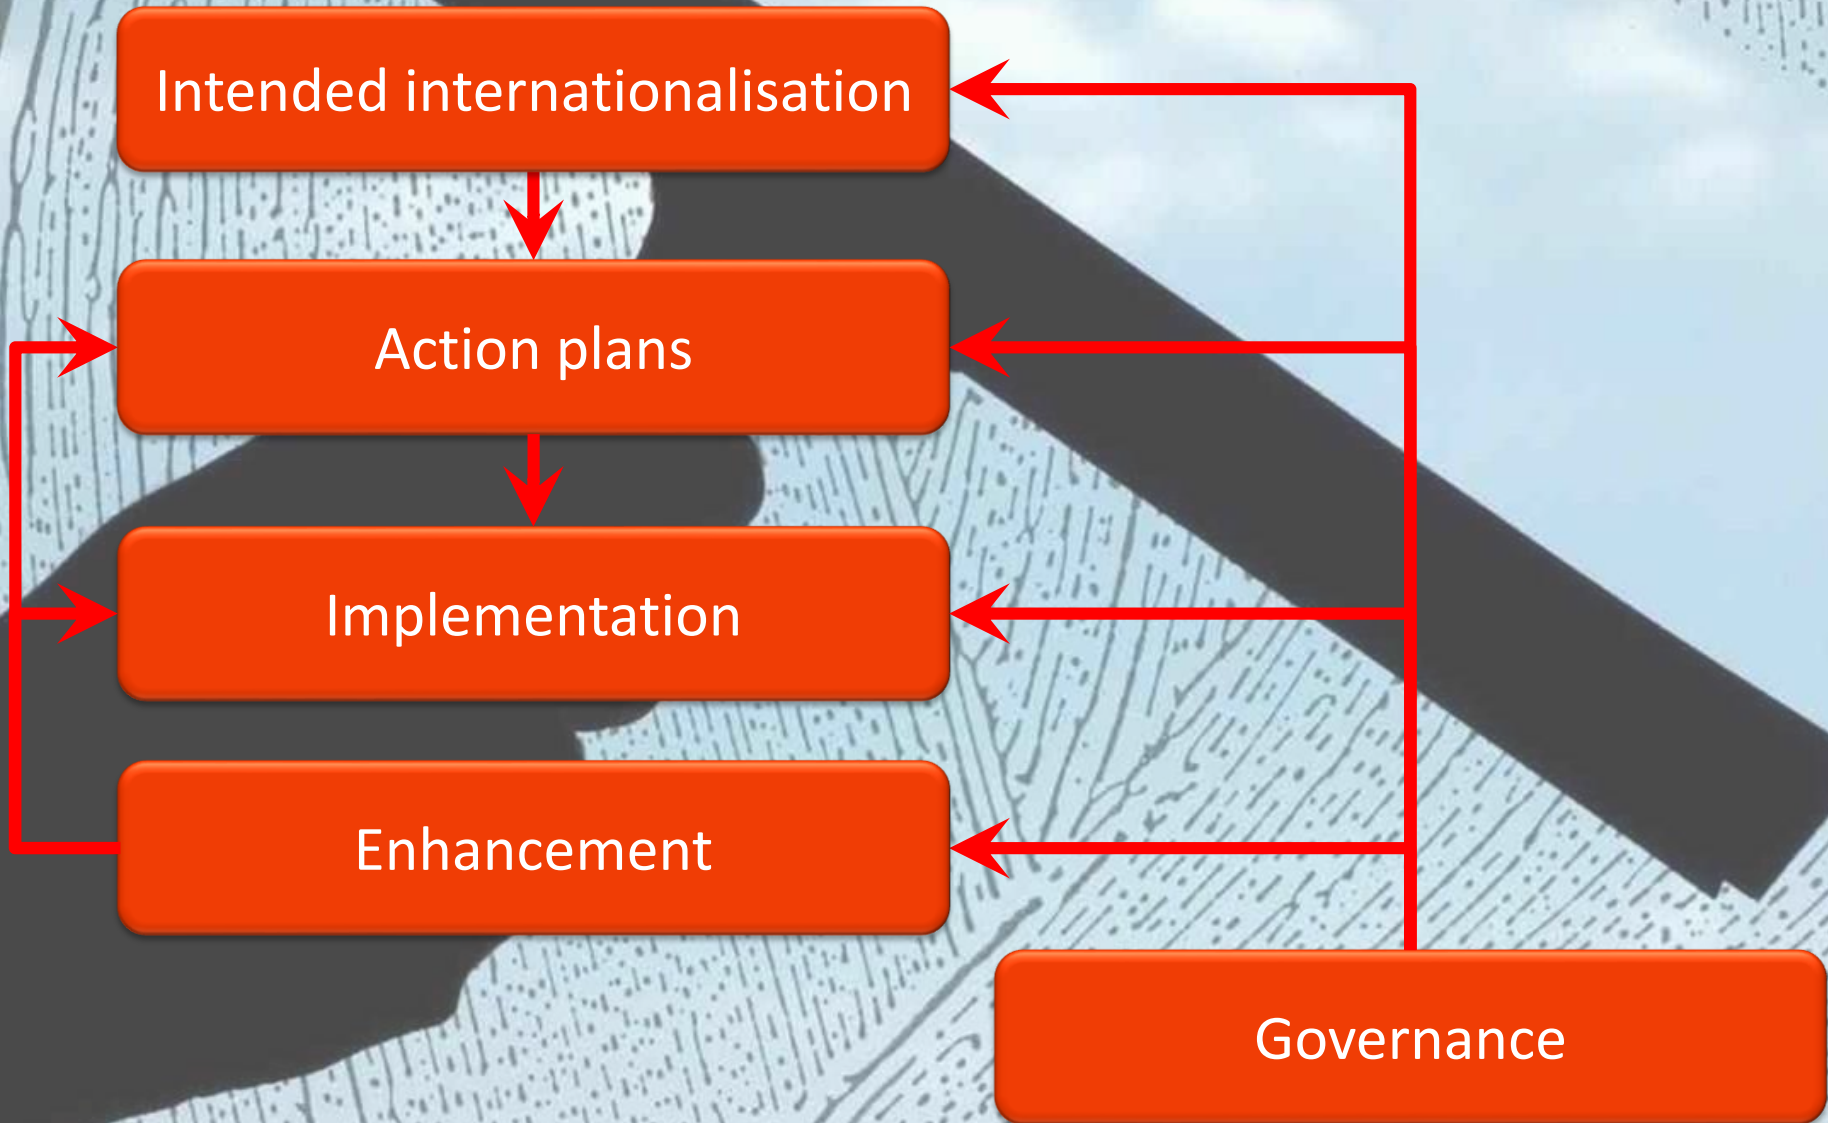 Intended internationalisation
Action plans
Implementation
Enhancement
Governance